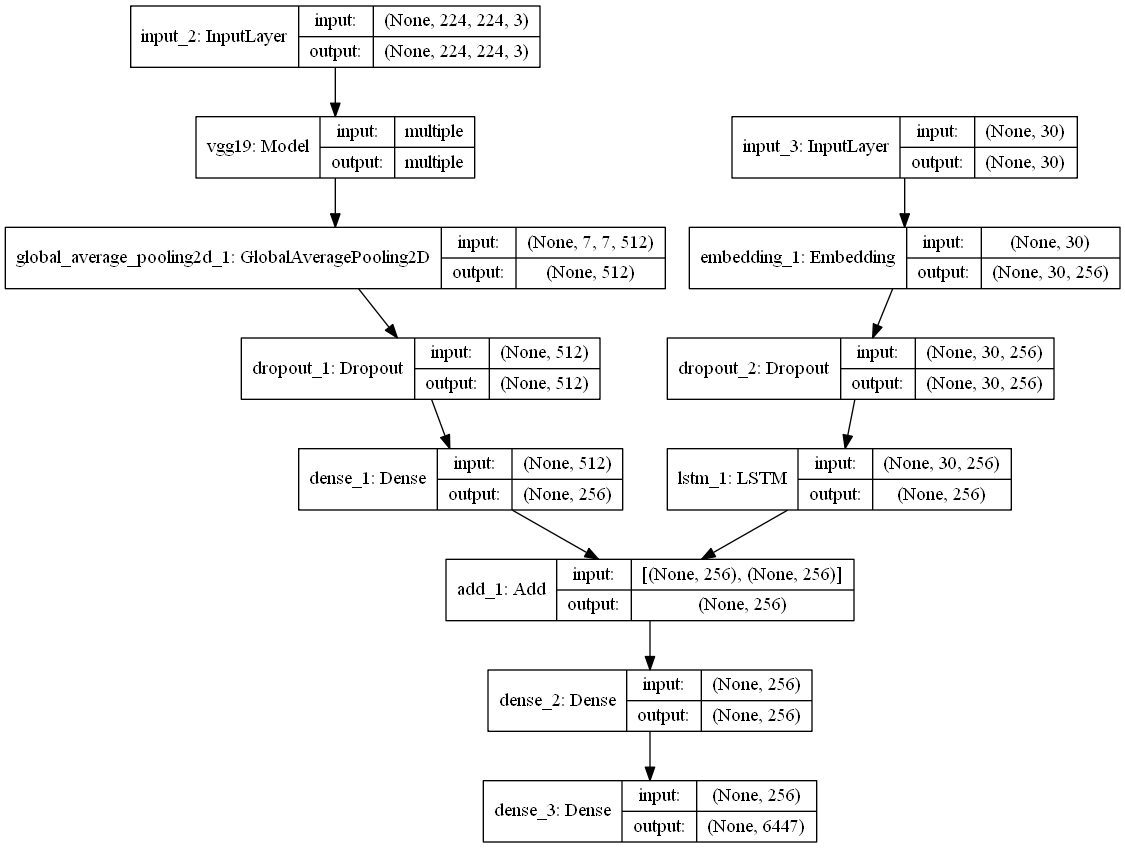 input_2: InputLayer
input:
(None, 224, 224, 3)
output:
(None, 224, 224, 3)
vgg19: Model
input:
multiple
output:
multiple
input_3: InputLayer
input:
(None, 30)
output:
(None, 30)
global_average_pooling2d_1: GlobalAveragePooling2D
input:
(None, 7, 7, 512)
output:
(None, 512)
embedding_1: Embedding
input:
(None, 30)
output:
(None, 30, 256)
dropout_1: Dropout
input:
(None, 512)
output:
(None, 512)
dropout_2: Dropout
input:
(None, 30, 256)
output:
(None, 30, 256)
dense_1: Dense
input:
(None, 512)
output:
(None, 256)
lstm_1: LSTM
input:
(None, 30, 256)
output:
(None, 256)
add_1: Add
input:
[(None, 256), (None, 256)]
output:
(None, 256)
dense_2: Dense
input:
(None, 256)
output:
(None, 256)
dense_3: Dense
input:
(None, 256)
output:
(None, 6447)